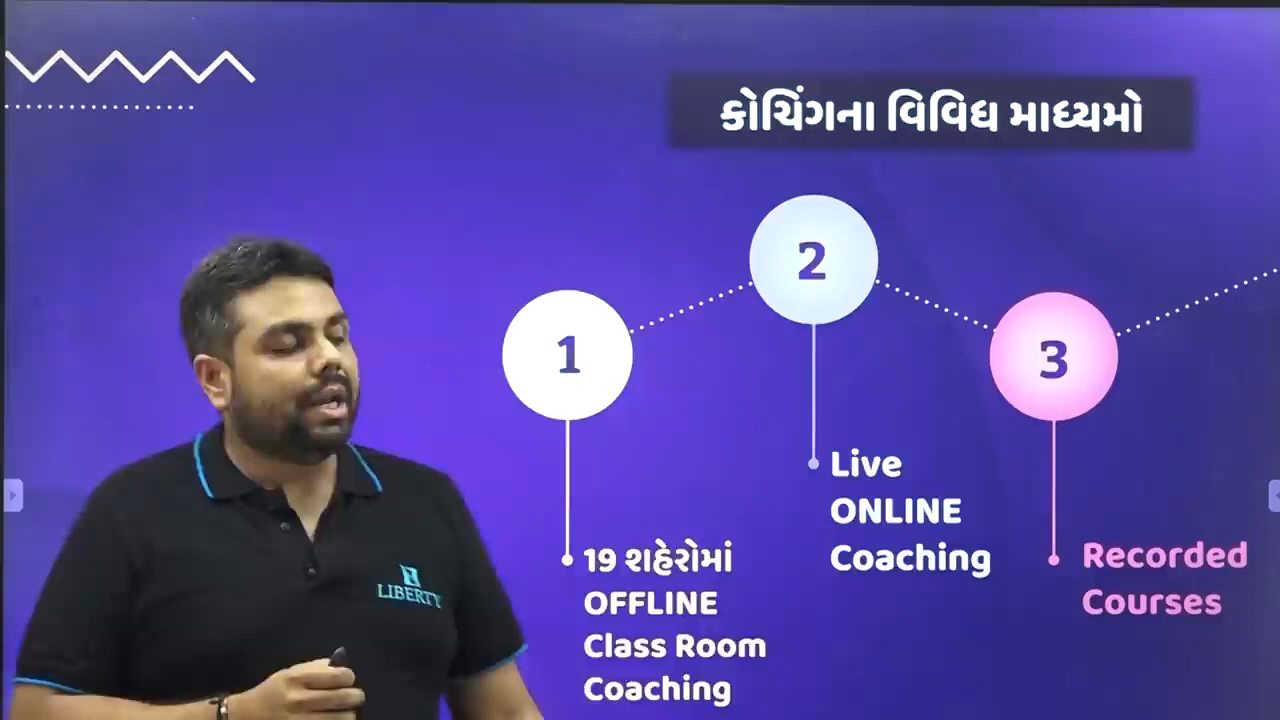 કોચિંગના વિવિધ માધ્યમો
1
2
3
19 શહેરોમાં
OFFLINE
Class Room
Coaching
Live
ONLINE
Coaching
Recorded
Courses
LIBERTY